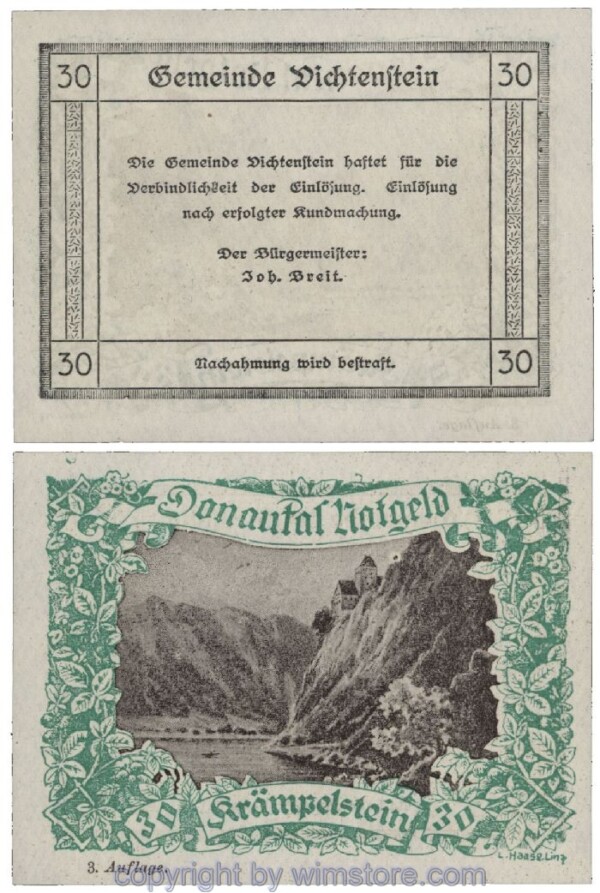 30 Gemeinde Vichtenstein 30
Die Gemeinde Vichtenstein haftet für die
Verbindlichkeit der Einlösung. Einlösung
nach erfolgter Kundmachung.
Der Bürgermeister:
Joh. Breit.
30 Nachahmung wird bestraft. 30
Donautal Notgeld
30 Krämpelstein 30
L. Haase Linz
3. Auflage.
copyright by wimstore.com